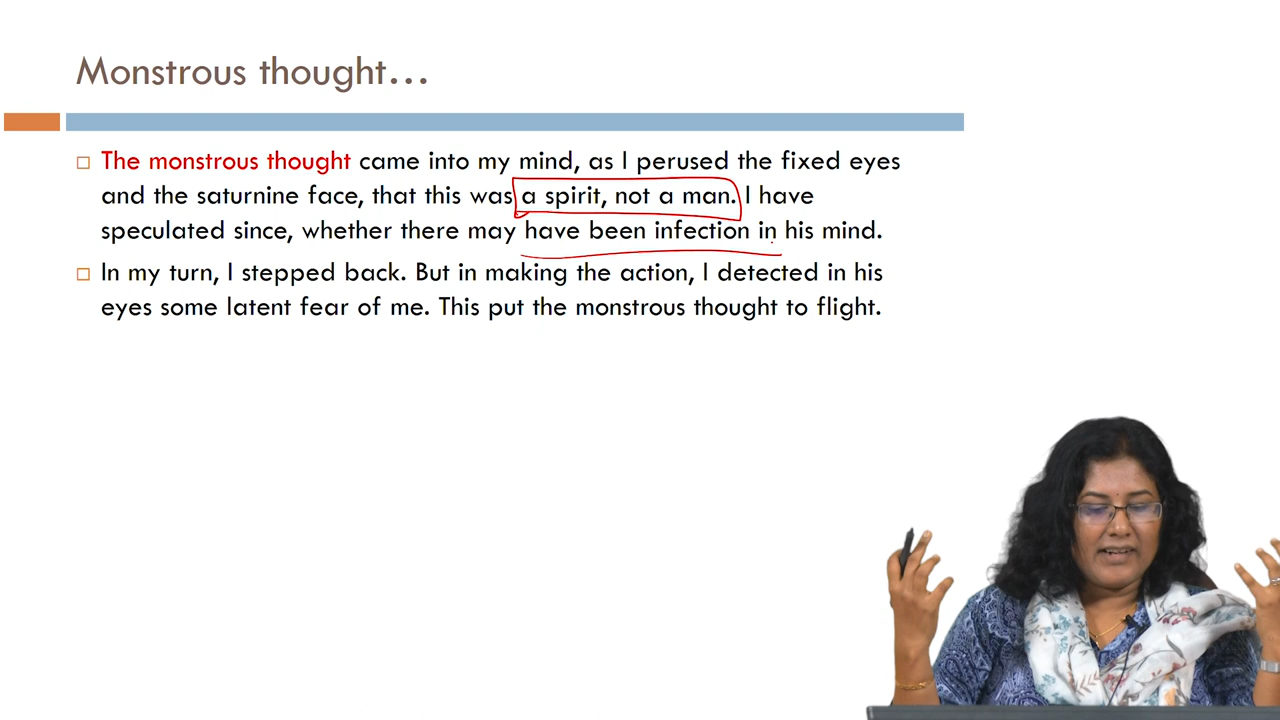 Monstrous thought...
The monstrous thought came into my mind, as I perused the fixed eyes
and the saturnine face, that this was a spirit, not a man. I have
speculated since, whether there may have been infection in his mind.
In my turn, I stepped back. But in making the action, I detected in his
eyes some latent fear of me. This put the monstrous thought to flight.